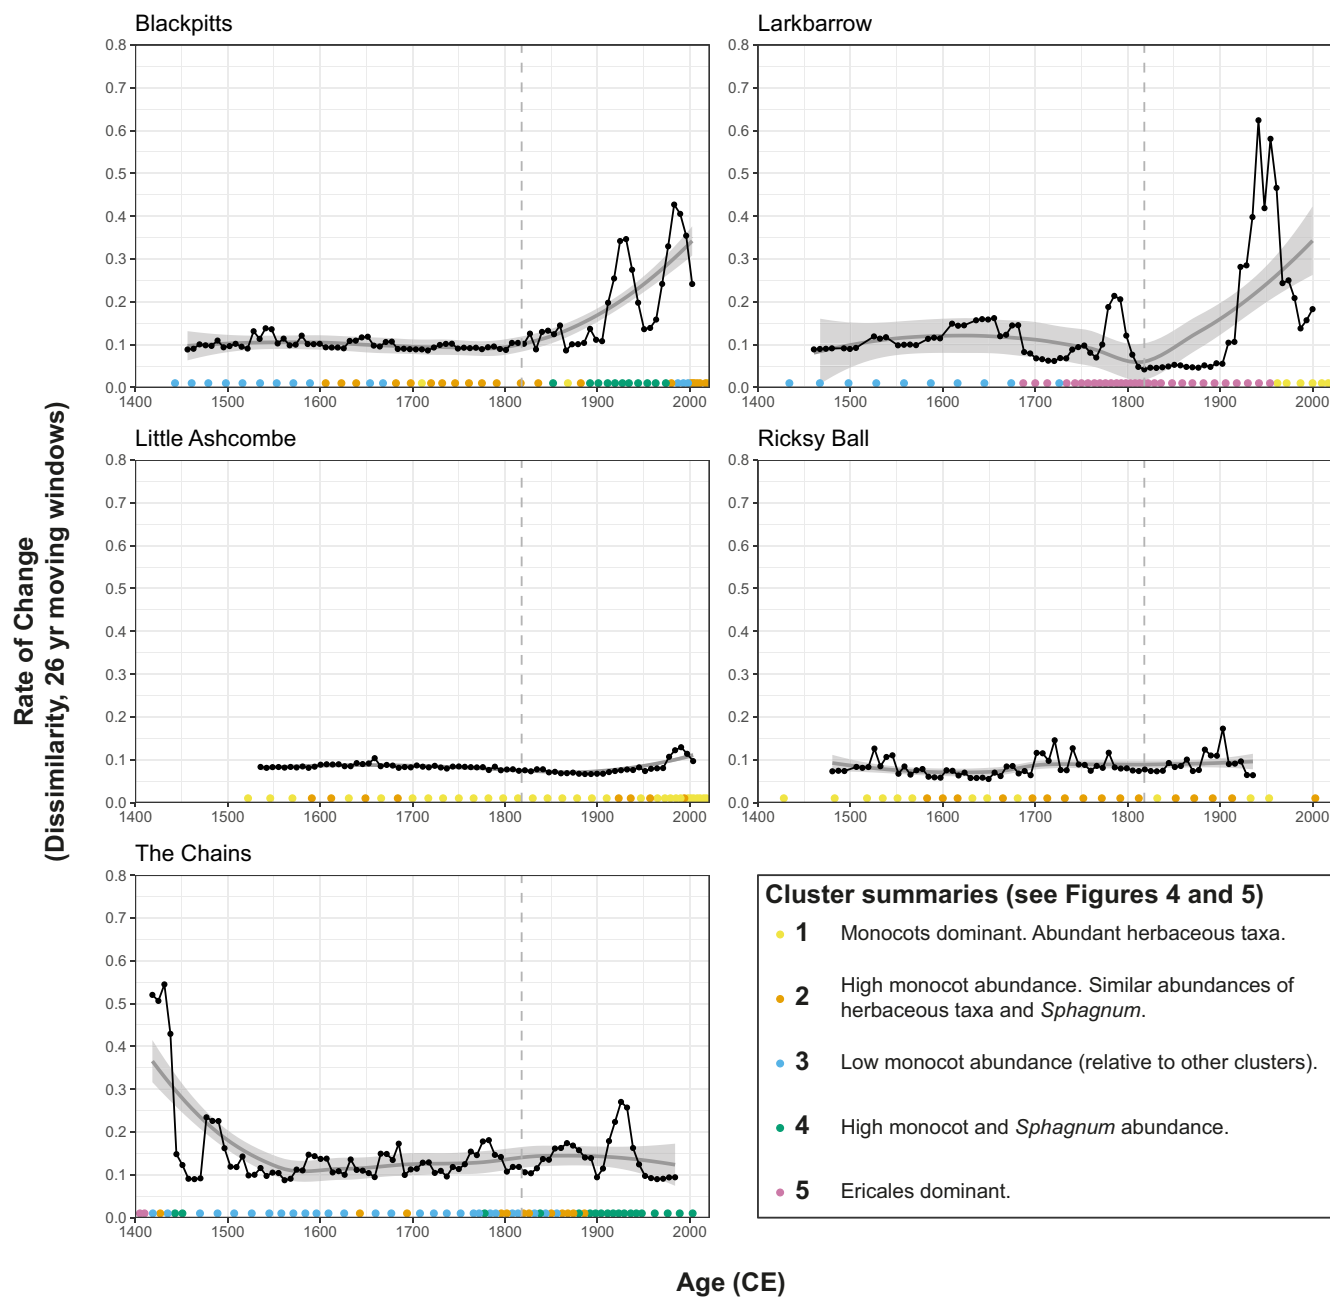 Blackpitts
0.8
0.7
0.6
0.5
0.4
0.3
0.2
0.1
0.0
1400 1500 1600 1700 1800 1900 2000
Larkbarrow
0.8
0.7
0.6
0.5
0.4
0.3
0.2
0.1
0.0
1400 1500 1600 1700 1800 1900 2000
Little Ashcombe
0.8
0.7
0.6
0.5
0.4
0.3
0.2
0.1
0.0
1400 1500 1600 1700 1800 1900 2000
Ricksy Ball
0.8
0.7
0.6
0.5
0.4
0.3
0.2
0.1
0.0
1400 1500 1600 1700 1800 1900 2000
The Chains
0.8
0.7
0.6
0.5
0.4
0.3
0.2
0.1
0.0
1400 1500 1600 1700 1800 1900 2000
Rate of Change
(Dissimilarity, 26 yr moving windows)
Age (CE)
Cluster summaries (see Figures 4 and 5)
1 Monocots dominant. Abundant herbaceous taxa.
2 High monocot abundance. Similar abundances of
herbaceous taxa and Sphagnum.
3 Low monocot abundance (relative to other clusters).
4 High monocot and Sphagnum abundance.
5 Ericales dominant.